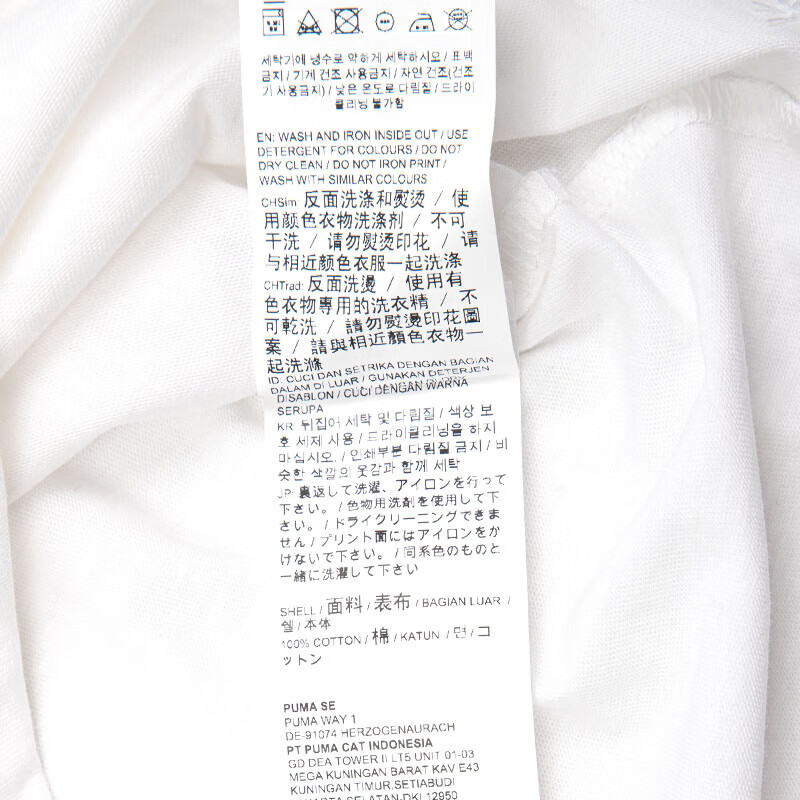 세탁기에 냉수로 약하게 세탁하시오 / 표백
금지 / 기계 건조 사용금지 / 자연 건조(건조
기 사용금지) / 낮은 온도로 다림질 / 드라이
클리닝 불가함
EN: WASH AND IRON INSIDE OUT / USE
DETERGENT FOR COLOURS / DO NOT
DRY CLEAN / DO NOT IRON PRINT /
WASH WITH SIMILAR COLOURS
CHSim: 反面洗涤和熨烫 / 使
用颜色衣物洗涤剂 / 不可
干洗 / 请勿熨烫印花 / 请
与相近颜色衣服一起洗涤
CHTrad: 反面洗燙 / 使用有
色衣物專用的洗衣精 / 不
可乾洗 / 請勿熨燙印花圖
案 / 請與相近顏色衣物一
起洗滌
ID: CUCI DAN SETRIKA DENGAN BAGIAN
DALAM DI LUAR / GUNAKAN DETERJEN
DISABLON / CUCI DENGAN WARNA
SERUPA
KR: 뒤집어 세탁 및 다림질 / 색상 보
호 세제 사용 / 드라이클리닝을 하지
마십시오. / 인쇄부분 다림질 금지 / 비
슷한 색깔의 옷감과 함께 세탁
JP: 裏返して洗濯、アイロンを行って
下さい。 / 色物用洗剤を使用して下
さい。 / ドライクリーニングできま
せん / プリント面にはアイロンをか
けないで下さい。 / 同系色のものと
一緒に洗濯して下さい
SHELL / 面料 / 表布 / BAGIAN LUAR /
쉘 / 本体
100% COTTON / 棉 / KATUN / 면 / コ
ットン
PUMA SE
PUMA WAY 1
DE-91074 HERZOGENAURACH
PT PUMA CAT INDONESIA
GD DEA TOWER II LT5 UNIT 01-03
MEGA KUNINGAN BARAT KAV E43
KUNINGAN TIMUR, SETIABUDI
JAKARTA SELATAN-DKI 12950